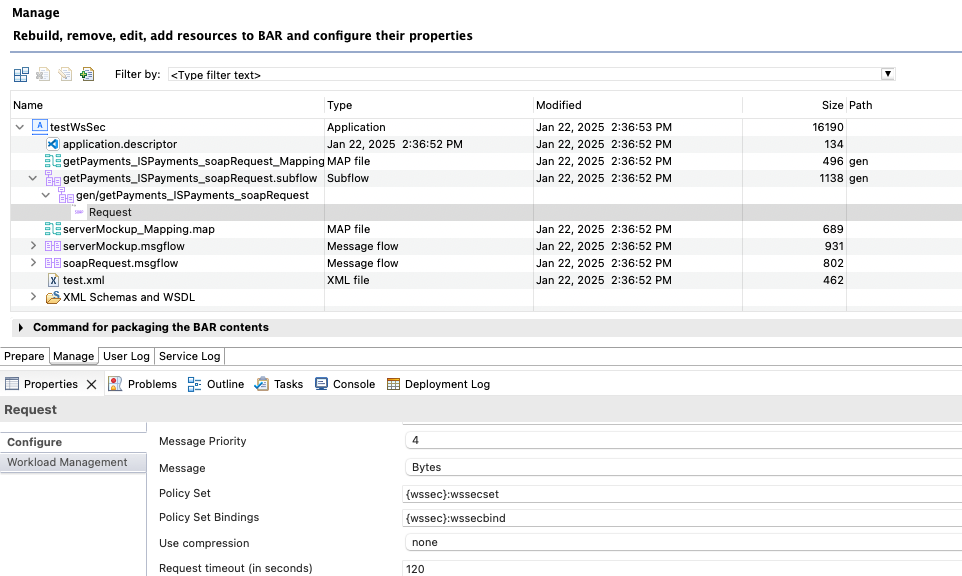 Manage
Rebuild, remove, edit, add resources to BAR and configure their properties
Filter by: <Type filter text>
Name Type Modified Size Path
testWsSec Application Jan 22, 2025 2:36:53 PM 16190
application.descriptor Jan 22, 2025 2:36:52 PM Jan 22, 2025 2:36:52 PM 134
getPayments_ISPayments_soapRequest_Mapping MAP file Jan 22, 2025 2:36:52 PM 496 gen
getPayments_ISPayments_soapRequest.subflow Subflow Jan 22, 2025 2:36:52 PM 1138 gen
gen/getPayments_ISPayments_soapRequest
Request
serverMockup_Mapping.map MAP file Jan 22, 2025 2:36:52 PM 689
serverMockup.msgflow Message flow Jan 22, 2025 2:36:52 PM 931
soapRequest.msgflow Message flow Jan 22, 2025 2:36:52 PM 802
test.xml XML file Jan 22, 2025 2:36:52 PM 462
XML Schemas and WSDL
Command for packaging the BAR contents
Prepare Manage User Log Service Log
Properties Problems Outline Tasks Console Deployment Log
Request
Configure
Workload Management
Message Priority 4
Message Bytes
Policy Set {wssec}:wssecset
Policy Set Bindings {wssec}:wssecbind
Use compression none
Request timeout (in seconds) 120